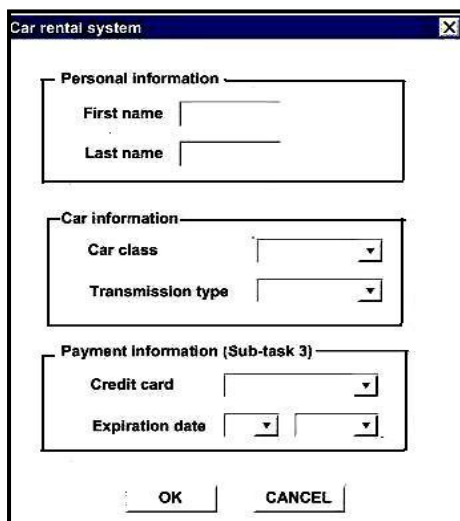 Car rental system
Personal information
First name
Last name
Car information
Car class
Transmission type
Payment information (Sub-task 3)
Credit card
Expiration date
OK CANCEL